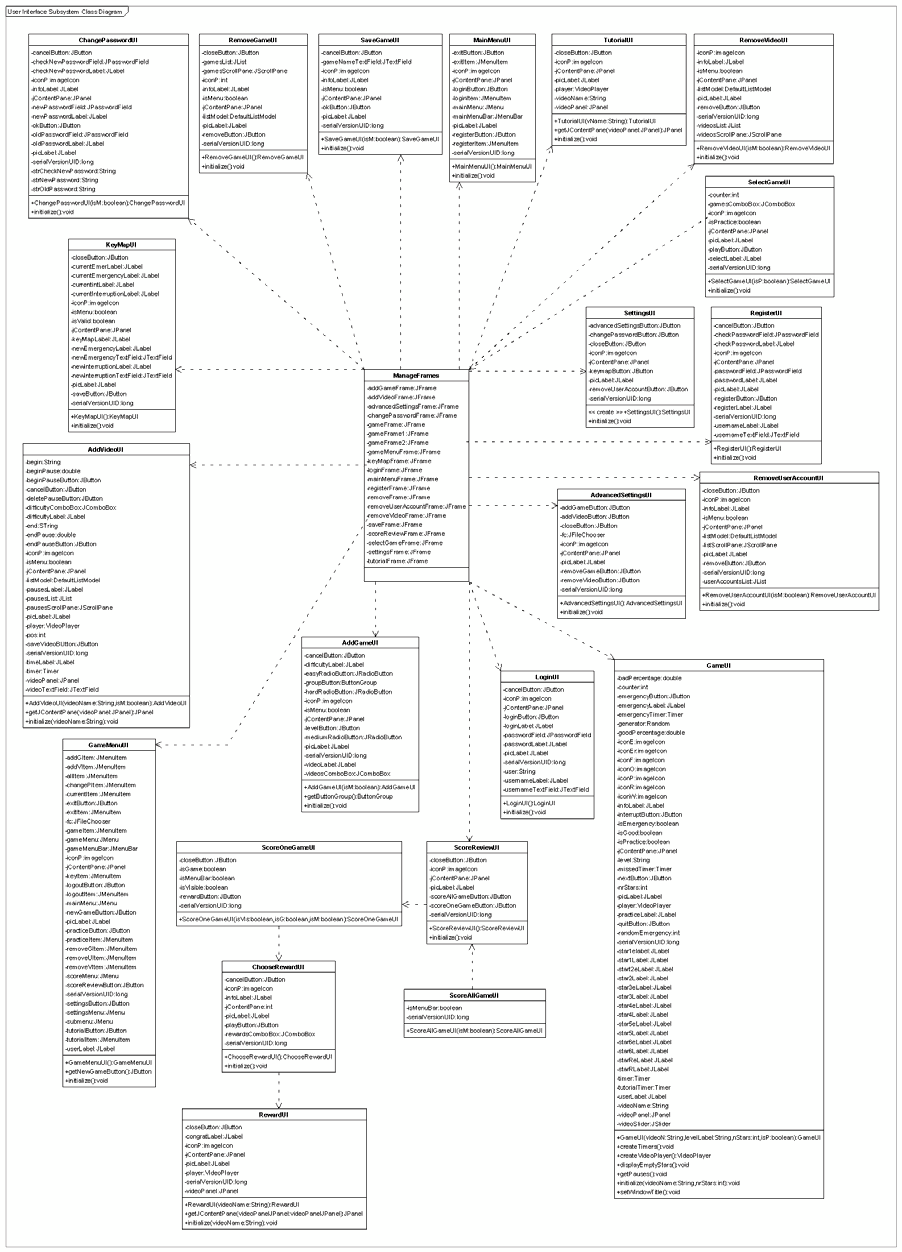 User Interface Subsystem Class Diagram
ChangePasswordUI
-cancelButton:JButton
-checkNewPasswordField:JPasswordField
-checkNewPasswordLabel:JLabel
-iconP:imageIcon
-infoLabel:JLabel
-jContentPane:JPanel
-newPasswordField:JPasswordField
-newPasswordLabel:JLabel
-okButton:JButton
-oldPasswordField:JPasswordField
-oldPasswordLabel:JLabel
-picLabel:JLabel
-serialVersionUID:long
-strCheckNewPassword:String
-strNewPassword:String
-strOldPassword:String
+ChangePasswordUI(isM:boolean):ChangePasswordUI
+initialize():void
RemoveGameUI
-closeButton:JButton
-gamesList:JList
-gamesScrollPane:JScrollPane
-iconP:int
-infoLabel:JLabel
-isMenu:boolean
-jContentPane:JPanel
-listModel:DefaultListModel
-picLabel:JLabel
-removeButton:JButton
-serialVersionUID:long
+RemoveGameUI():RemoveGameUI
+initialize():void
SaveGameUI
-cancelButton:JButton
-gameNameTextField:JTextField
-iconP:imageIcon
-infoLabel:JLabel
-isMenu:boolean
-jContentPane:JPanel
-okButton:JButton
-picLabel:JLabel
-serialVersionUID:long
+SaveGameUI(isM:boolean):SaveGameUI
+initialize():void
MainMenuUI
-exitButton:JButton
-exitItem:JMenuItem
-iconP:imageIcon
-jContentPane:JPanel
-loginButton:JButton
-loginItem:JMenuItem
-mainMenu:JMenu
-mainMenuBar:JMenuBar
-picLabel:JLabel
-registerButton:JButton
-registerItem:JMenuItem
-serialVersionUID:long
+MainMenuUI():MainMenuUI
+initialize():void
TutorialUI
-closeButton:JButton
-iconP:imageIcon
-jContentPane:JPanel
-picLabel:JLabel
-player:VideoPlayer
-videoName:String
-videoPanel:JPanel
+TutorialUI(vName:String):TutorialUI
+getJContentPane(videoPanel:JPanel):JPanel
+initialize():void
RemoveVideoUI
-iconP:imageIcon
-infoLabel:JLabel
-isMenu:boolean
-jContentPane:JPanel
-listModel:DefaultListModel
-picLabel:JLabel
-removeButton:JButton
-serialVersionUID:long
-videosList:JList
-videosScrollPane:JScrollPane
+RemoveVideoUI(isM:boolean):RemoveVideoUI
+initialize():void
SelectGameUI
-counter:int
-gamesComboBox:JComboBox
-iconP:imageIcon
-isPractice:boolean
-jContentPane:JPanel
-picLabel:JLabel
-playButton:JButton
-selectLabel:JLabel
-serialVersionUID:long
+SelectGameUI(isP:boolean):SelectGameUI
+initialize():void
KeyMapUI
-closeButton:JButton
-currentEmerLabel:JLabel
-currentEmergencyLabel:JLabel
-currentIntLabel:JLabel
-currentInterruptionLabel:JLabel
-iconP:imageIcon
-isMenu:boolean
-isValid:boolean
-jContentPane:JPanel
-keyMapLabel:JLabel
-newEmergencyLabel:JLabel
-newEmergencyTextField:JTextField
-newInterruptionLabel:JLabel
-newInterruptionTextField:JTextField
-picLabel:JLabel
-saveButton:JButton
-serialVersionUID:long
+KeyMapUI():KeyMapUI
+initialize():void
SettingsUI
-advancedSettingsButton:JButton
-changePasswordButton:JButton
-closeButton:JButton
-iconP:imageIcon
-jContentPane:JPanel
-keymapButton:JButton
-picLabel:JLabel
-removeUserAccountButton:JButton
-serialVersionUID:long
<< create >>+SettingsUI():SettingsUI
+initialize():void
RegisterUI
-cancelButton:JButton
-checkPasswordField:JPasswordField
-checkPasswordLabel:JLabel
-iconP:imageIcon
-jContentPane:JPanel
-passwordField:JPasswordField
-passwordLabel:JLabel
-picLabel:JLabel
-registerButton:JButton
-registerLabel:JLabel
-serialVersionUID:long
-usernameLabel:JLabel
-usernameTextField:JTextField
+RegisterUI():RegisterUI
+initialize():void
ManageFrames
-addGameFrame:JFrame
-addVideoFrame:JFrame
-advancedSettingsFrame:JFrame
-changePasswordFrame:JFrame
-gameFrame:JFrame
-gameFrame1:JFrame
-gameFrame2:JFrame
-gameMenuFrame:JFrame
-keyMapFrame:JFrame
-loginFrame:JFrame
-mainMenuFrame:JFrame
-registerFrame:JFrame
-removeFrame:JFrame
-removeUserAccountFrame:JFrame
-removeVideoFrame:JFrame
-saveFrame:JFrame
-scoreReviewFrame:JFrame
-selectGameFrame:JFrame
-settingsFrame:JFrame
-tutorialFrame:JFrame
AddVideoUI
-begin:String
-beginPause:double
-beginPauseButton:JButton
-cancelButton:JButton
-deletePauseButton:JButton
-difficultyComboBox:JComboBox
-difficultyLabel:JLabel
-end:STring
-endPause:double
-endPauseButton:JButton
-iconP:imageIcon
-isMenu:boolean
-jContentPane:JPanel
-listModel:DefaultListModel
-pausesLabel:JLabel
-pausesList:JList
-pausesScrollPane:JScrollPane
-picLabel:JLabel
-player:VideoPlayer
-pos:int
-saveVideoBUtton:JButton
-serialVersionUID:long
-timeLabel:JLabel
-timer:Timer
-videoPanel:JPanel
-videoTextField:JTextField
+AddVideoUI(videoName:String,isM:boolean):AddVideoUI
+getJContentPane(videoPanel:JPanel):JPanel
+initialize(videoName:String):void
RemoveUserAccountUI
-closeButton:JButton
-iconP:imageIcon
-infoLabel:JLabel
-isMenu:boolean
-jContentPane:JPanel
-listModel:DefaultListModel
-listScrollPane:JScrollPane
-picLabel:JLabel
-removeButton:JButton
-serialVersionUID:long
-userAccountsList:JList
+RemoveUserAccountUI(isM:boolean):RemoveUserAccountUI
+initialize():void
AdvancedSettingsUI
-addGameButton:JButton
-addVideoButton:JButton
-closeButton:JButton
-fc:JFileChooser
-iconP:imageIcon
-jContentPane:JPanel
-picLabel:JLabel
-removeGameButton:JButton
-removeVideoButton:JButton
-serialVersionUID:long
+AdvancedSettingsUI():AdvancedSettingsUI
+initialize():void
AddGameUI
-cancelButton:JButton
-difficultyLabel:JLabel
-easyRadioButton:JRadioButton
-groupButton:ButtonGroup
-hardRadioButton:JRadioButton
-iconP:imageIcon
-isMenu:boolean
-jContentPane:JPanel
-levelButton:JButton
-mediumRadioButton:JRadioButton
-picLabel:JLabel
-serialVersionUID:long
-videoLabel:JLabel
-videosComboBox:JComboBox
+AddGameUI(isM:boolean):AddGameUI
+getButtonGroup():ButtonGroup
+initialize():void
LoginUI
-cancelButton:JButton
-iconP:imageIcon
-jContentPane:JPanel
-loginButton:JButton
-loginLabel:JLabel
-passwordField:JPasswordField
-passwordLabel:JLabel
-picLabel:JLabel
-serialVersionUID:long
-user:String
-usernameLabel:JLabel
-usernameTextField:JTextField
+LoginUI():LoginUI
+initialize():void
GameUI
-badPercentage:double
-counter:int
-emergencyButton:JButton
-emergencyLabel:JLabel
-emergencyTimer:Timer
-generator:Random
-goodPercentage:double
-iconE:imageIcon
-iconEr:imageIcon
-iconF:imageIcon
-iconO:imageIcon
-iconP:imageIcon
-iconR:imageIcon
-iconW:imageIcon
-infoLabel:JLabel
-interruptButton:JButton
-isEmergency:boolean
-isGood:boolean
-isPractice:boolean
-jContentPane:JPanel
-level:String
-missedTimer:Timer
-nextButton:JButton
-nrStars:int
-picLabel:JLabel
-player:VideoPlayer
-practiceLabel:JLabel
-quitButton:JButton
-randomEmergency:int
-serialVersionUID:long
-star1elabel:JLabel
-star1Label:JLabel
-start2eLabel:JLabel
-star2Label:JLabel
-star3eLabel:JLabel
-star3Label:JLabel
-star4eLabel:JLabel
-star4Label:JLabel
-star5eLabel:JLabel
-star5Label:JLabel
-star6eLabel:JLabel
-star6Label:JLabel
-starReLabel:JLabel
-starRLabel:JLabel
-timer:Timer
-tutorialTimer:Timer
-userLabel:JLabel
-videoName:String
-videoPanel:JPanel
-videoSlider:JSlider
+GameUI(videoN:String,levelLabel:String,nStars:int,isP:boolean):GameUI
+createTimers():void
+createVideoPlayer():VideoPlayer
+displayEmptyStars():void
+getPauses():void
+initialize(videoName:String,nrStars:int):void
+setWindowTitle():void
GameMenuUI
-addGItem:JMenuItem
-addVItem:JMenuItem
-allItem:JMenuItem
-changePItem:JMenuItem
-currentItem:JMenuItem
-exitButton:JButton
-exitItem:JMenuItem
-fc:JFileChooser
-gameItem:JMenuItem
-gameMenu:JMenu
-gameMenuBar:JMenuBar
-iconP:imageIcon
-jContentPane:JPanel
-keyItem:JMenuItem
-logoutButton:JButton
-logoutItem:JMenuItem
-mainMenu:JMenu
-newGameButton:JButton
-picLabel:JLabel
-practiceButton:JButton
-practiceItem:JMenuItem
-removeGItem:JMenuItem
-removeUItem:JMenuItem
-removeVItem:JMenuItem
-scoreMenu:JMenu
-scoreReviewButton:JButton
-serialVersionUID:long
-settingsButton:JButton
-settingsMenu:JMenu
-submenu:JMenu
-tutorialButton:JButton
-tutorialItem:JMenuItem
-userLabel:JLabel
+GameMenuUI():GameMenuUI
+getNewGameButton():JButton
+initialize():void
ScoreOneGameUI
-closeButton:JButton
-isGame:boolean
-isMenuBar:boolean
-isVisible:boolean
-rewardButton:JButton
-serialVersionUID:long
+ScoreOneGameUI(isVis:boolean,isG:boolean,isM:boolean):ScoreOneGameUI
ScoreReviewUI
-closeButton:JButton
-iconP:imageIcon
-jContentPane:JPanel
-picLabel:JLabel
-scoreAllGameButton:JButton
-scoreOneGameButton:JButton
-serialVersionUID:long
+ScoreReviewUI():ScoreReviewUI
+initialize():void
ChooseRewardUI
-cancelButton:JButton
-iconP:imageIcon
-infoLabel:JLabel
-jContentPane:int
-picLabel:JLabel
-playButton:JButton
-rewardsComboBox:JComboBox
-serialVersionUID:long
+ChooseRewardUI():ChooseRewardUI
+initialize():void
ScoreAllGameUI
-isMenuBar:boolean
-serialVersionUID:long
+ScoreAllGameUI(isM:boolean):ScoreAllGameUI
RewardUI
-closeButton:JButton
-congratLabel:JLabel
-iconP:imageIcon
-jContentPane:JPanel
-picLabel:JLabel
-player:VideoPlayer
-serialVersionUID:long
-videoPanel:JPanel
+RewardUI(videoName:String):RewardUI
+getJContentPane(videoPanelJPanel:videoPanelJPanel):JPanel
+initialize(videoName:String):void